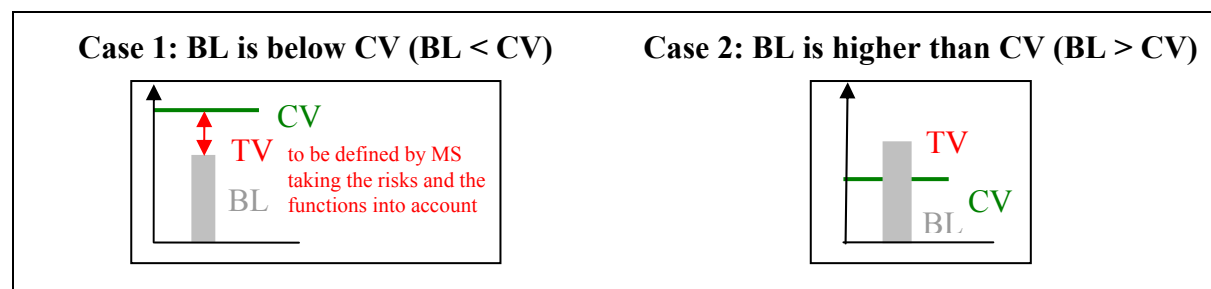 Case 1: BL is below CV (BL < CV)
CV
TV to be defined by MS
taking the risks and the
BL functions into account
Case 2: BL is higher than CV (BL > CV)
TV
CV
BL